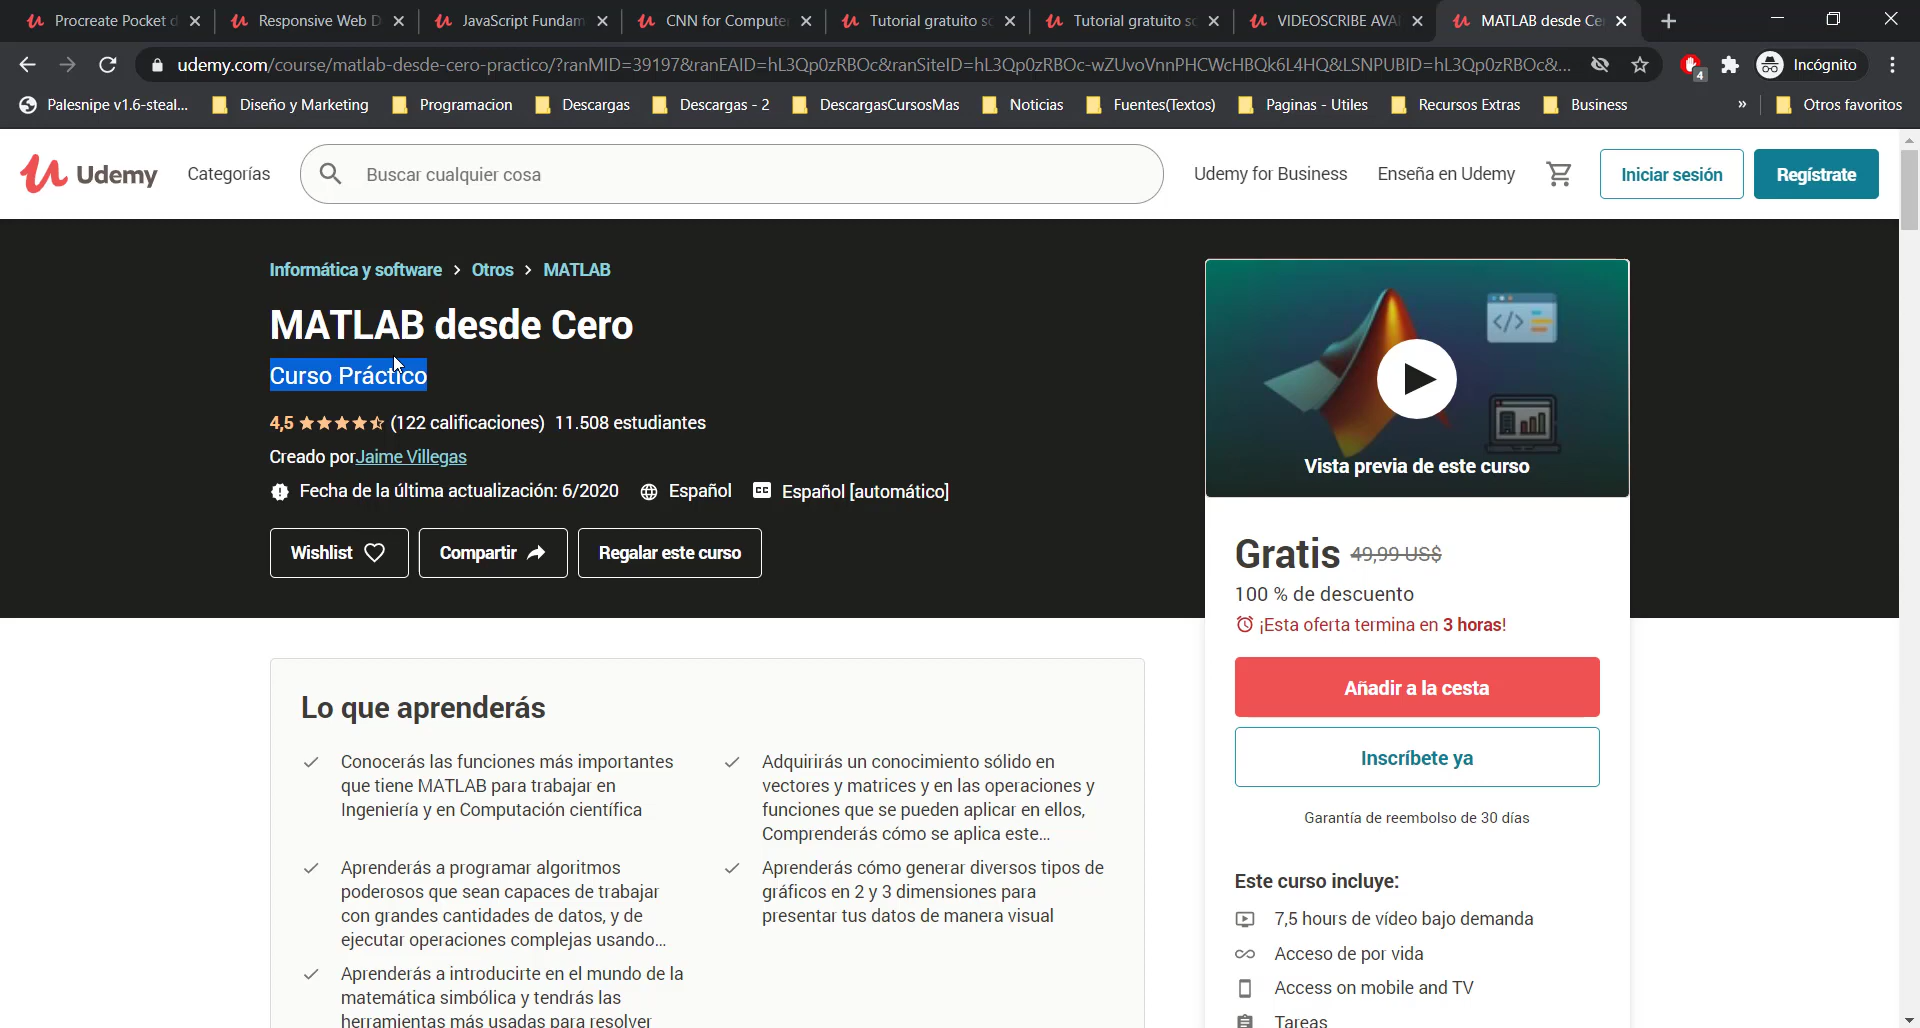 Procreate Pocket d
Responsive Web D
JavaScript Fundam
CNN for Compute
Tutorial gratuito so
Tutorial gratuito so
VIDEOSCRIBE AVA
MATLAB desde Ce
udemy.com/course/matlab-desde-cero-practico/?ranMID=39197&ranEAID=hL3Qp0zRBOc&ranSiteID=hL3Qp0zRBOc-wZUvoVnnPHCWcHBQk6L4HQ&LSNPUBID=hL3Qp0zRBOc&...
4
Incógnito
Palesnipe v1.6-steal...
Diseño y Marketing
Programacion
Descargas
Descargas - 2
DescargasCursosMas
Noticias
Fuentes(Textos)
Paginas - Utiles
Recursos Extras
Business
»
Otros favoritos
Udemy
Categorías
Buscar cualquier cosa
Udemy for Business
Enseña en Udemy
Iniciar sesión
Regístrate
Informática y software > Otros > MATLAB
MATLAB desde Cero
Curso Práctico
4,5 (122 calificaciones) 11.508 estudiantes
Creado porJaime Villegas
Fecha de la última actualización: 6/2020
Español
CC
Español [automático]
Wishlist
Compartir
Regalar este curso
</>
Vista previa de este curso
Gratis 49,99 US$
100 % de descuento
¡Esta oferta termina en 3 horas!
Añadir a la cesta
Inscríbete ya
Garantía de reembolso de 30 días
Este curso incluye:
7,5 hours de vídeo bajo demanda
Acceso de por vida
Access on mobile and TV
Tareas
Lo que aprenderás
Conocerás las funciones más importantes
que tiene MATLAB para trabajar en
Ingeniería y en Computación científica
Adquirirás un conocimiento sólido en
vectores y matrices y en las operaciones y
funciones que se pueden aplicar en ellos,
Comprenderás cómo se aplica este...
Aprenderás a programar algoritmos
poderosos que sean capaces de trabajar
con grandes cantidades de datos, y de
ejecutar operaciones complejas usando...
Aprenderás cómo generar diversos tipos de
gráficos en 2 y 3 dimensiones para
presentar tus datos de manera visual
Aprenderás a introducirte en el mundo de la
matemática simbólica y tendrás las
herramientas más usadas para resolver